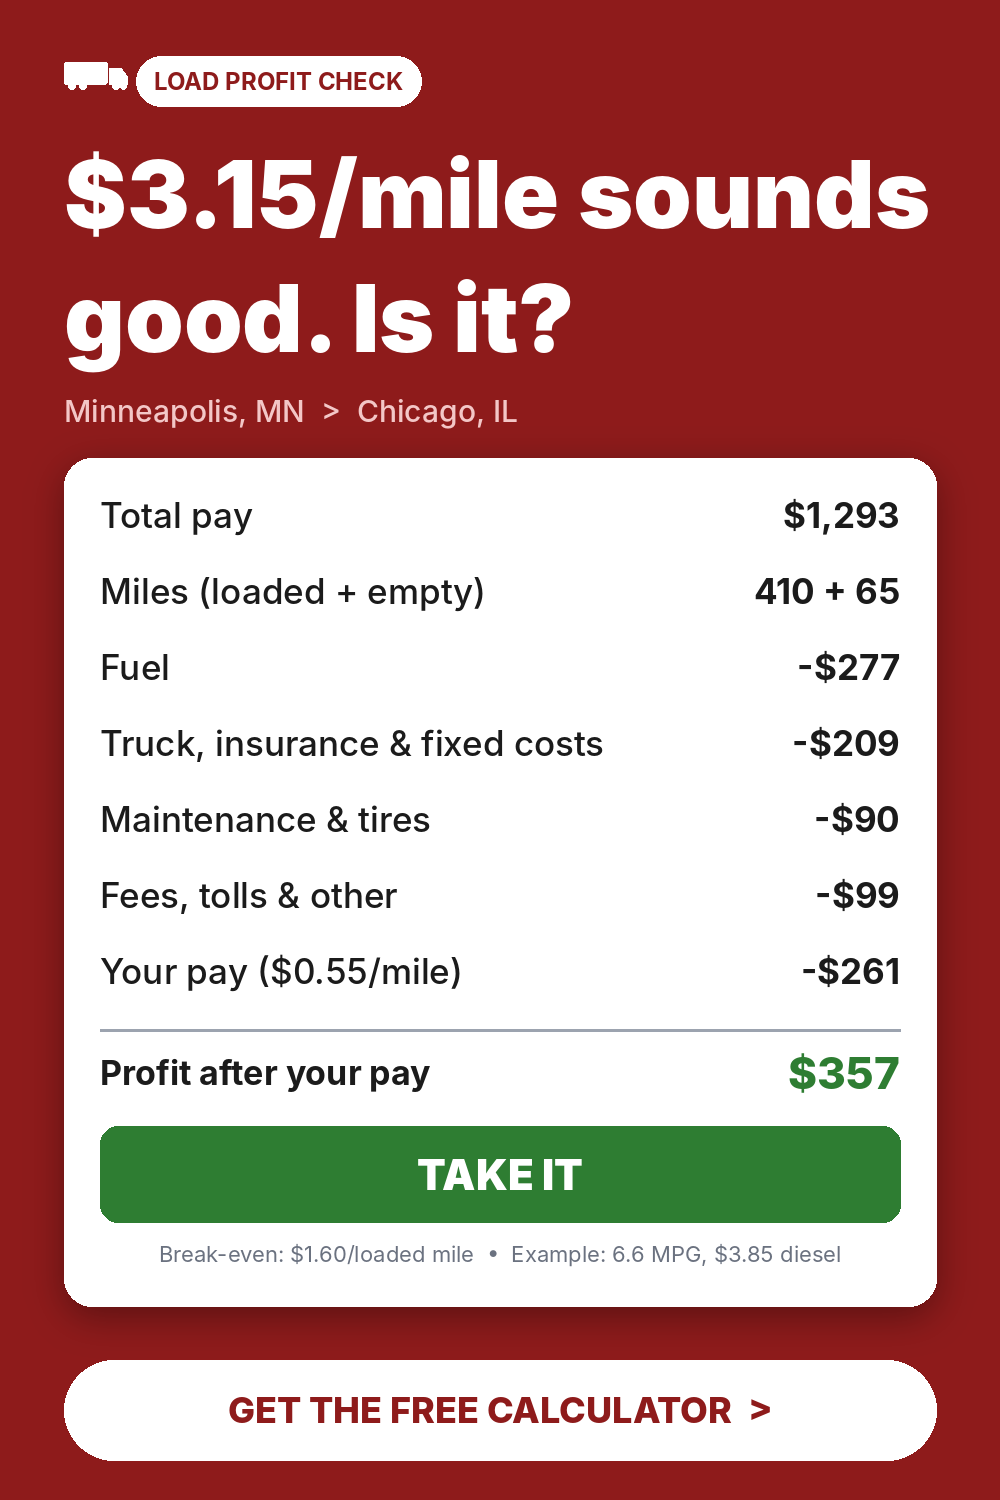 LOAD PROFIT CHECK
$3.15/mile sounds
good. Is it?
Minneapolis, MN > Chicago, IL
Total pay $1,293
Miles (loaded + empty) 410 + 65
Fuel -$277
Truck, insurance & fixed costs -$209
Maintenance & tires -$90
Fees, tolls & other -$99
Your pay ($0.55/mile) -$261
Profit after your pay $357
TAKE IT
Break-even: $1.60/loaded mile • Example: 6.6 MPG, $3.85 diesel
GET THE FREE CALCULATOR >